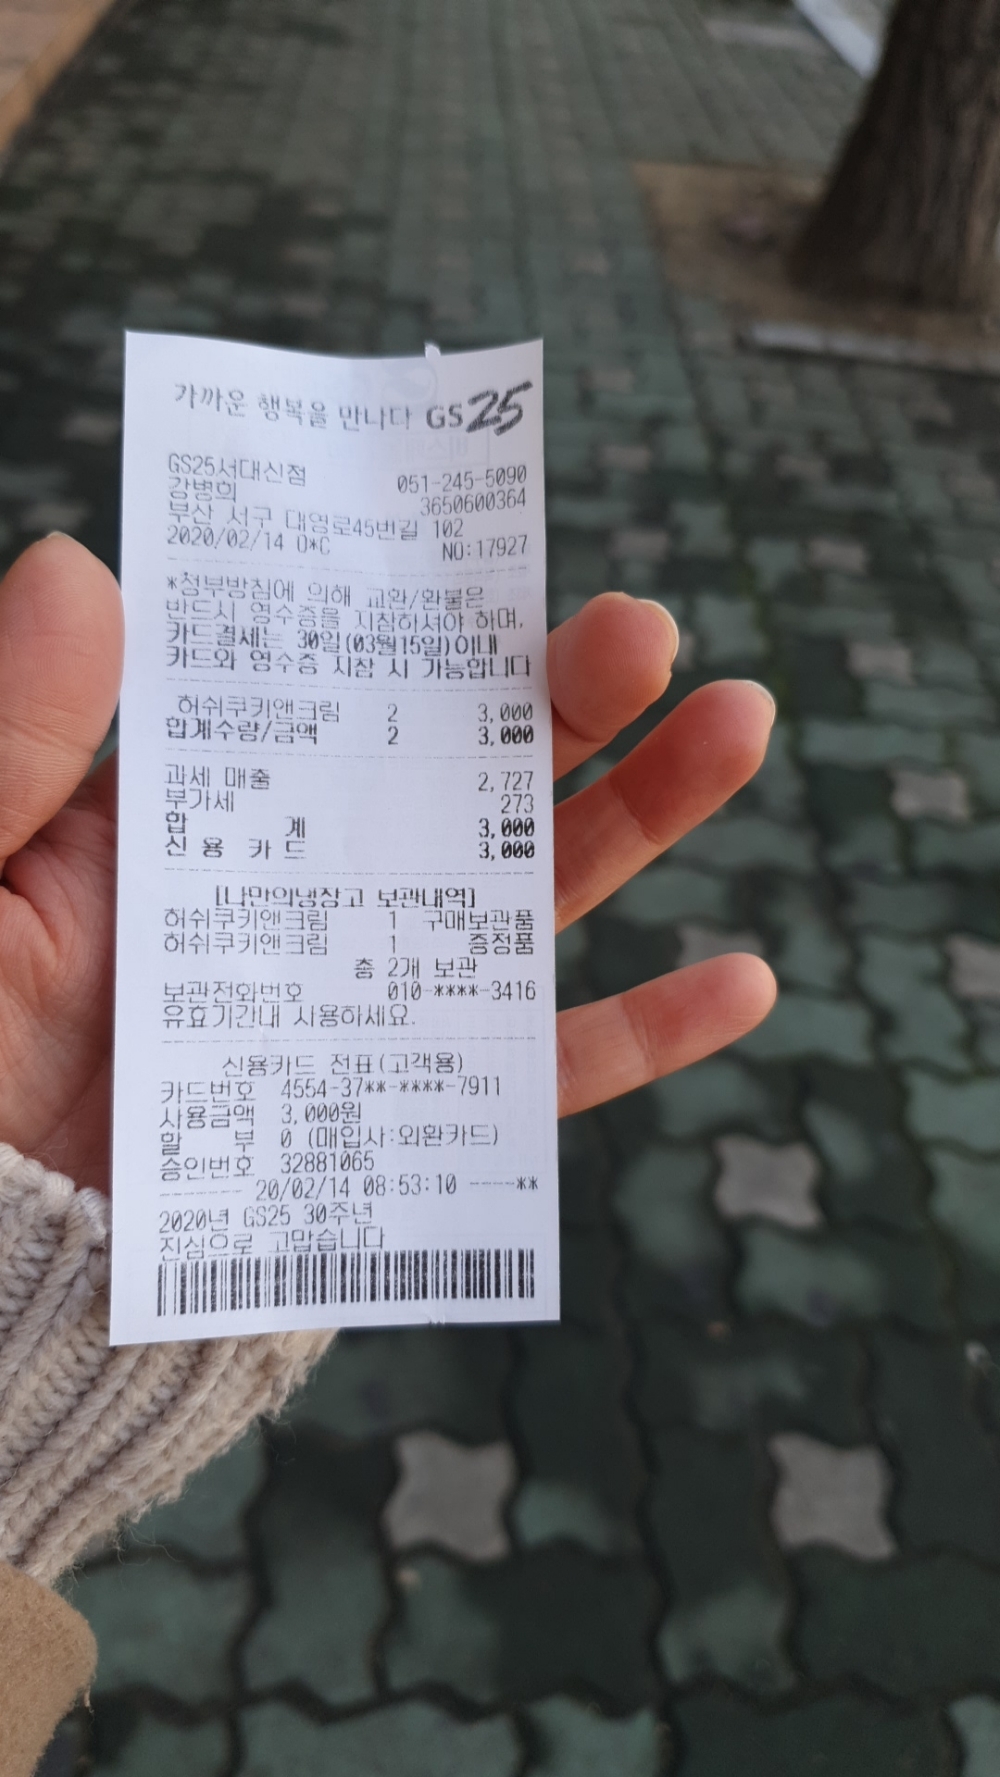 가까운 행복을 만나다 GS25
GS25서대신점 051-245-5090
강병희 3650600364
부산 서구 대영로45번길 102
2020/02/14 O*C NO:17927
*정부방침에 의해 교환/환불은
반드시 영수증을 지참하셔야 하며,
카드결제는 30일(03월15일)이내
카드와 영수증 지참 시 가능합니다
허쉬쿠키앤크림 2 3,000
합계수량/금액 2 3,000
과세 매출 2,727
부가세 273
합 계 3,000
신 용 카 드 3,000
[나만의냉장고 보관내역]
허쉬쿠키앤크림 1 구매보관품
허쉬쿠키앤크림 1 증정품
총 2개 보관
보관전화번호 010-****-3416
유효기간내 사용하세요.
신용카드 전표(고객용)
카드번호 4554-37**-****-7911
사용금액 3,000원
할 부 0 (매입사:외환카드)
승인번호 32881065
------- 20/02/14 08:53:10 ----**
2020년 GS25 30주년
진심으로 고맙습니다